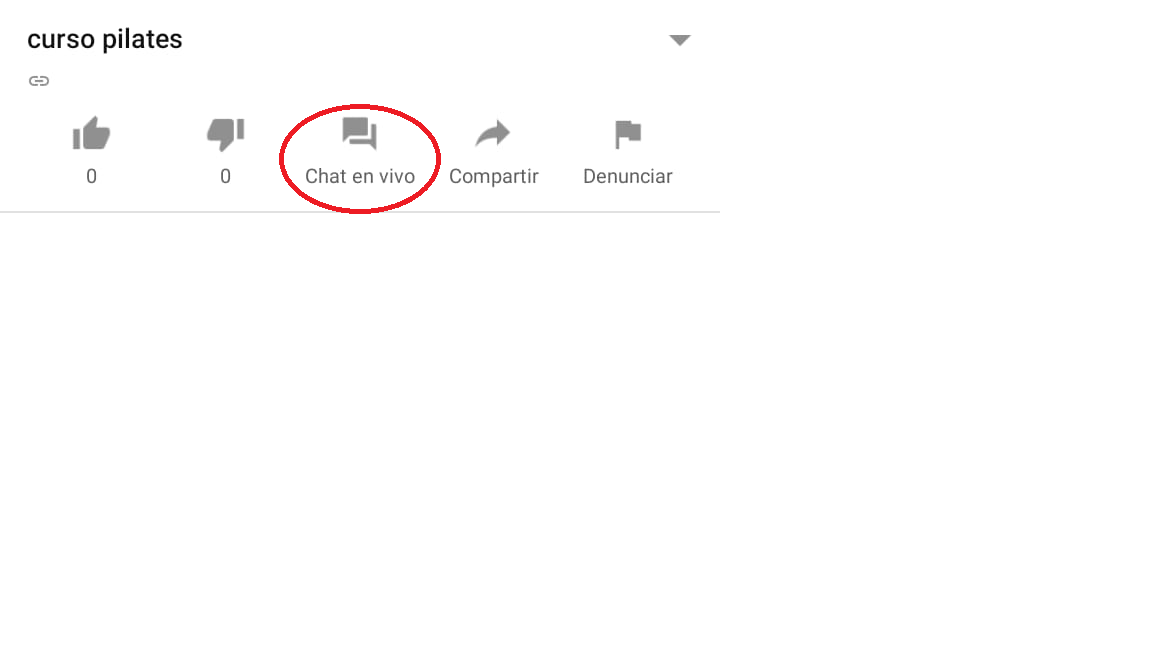 curso pilates
0 0 Chat en vivo Compartir Denunciar